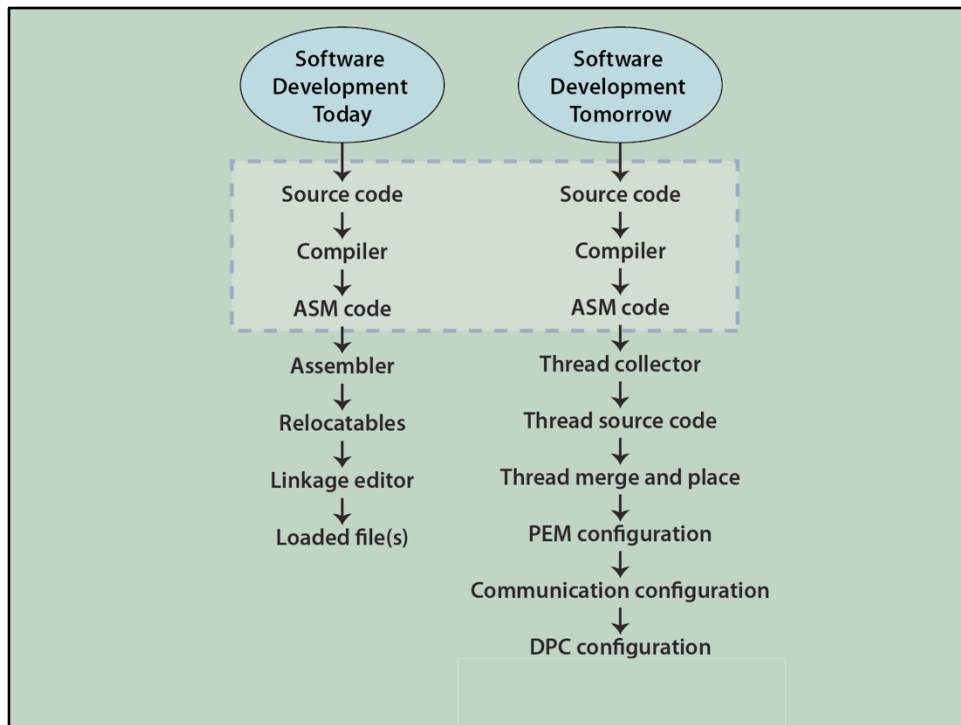 Software
Development
Today
Source code
Compiler
ASM code
Assembler
Relocatables
Linkage editor
Loaded file(s)
Software
Development
Tomorrow
Source code
Compiler
ASM code
Thread collector
Thread source code
Thread merge and place
PEM configuration
Communication configuration
DPC configuration